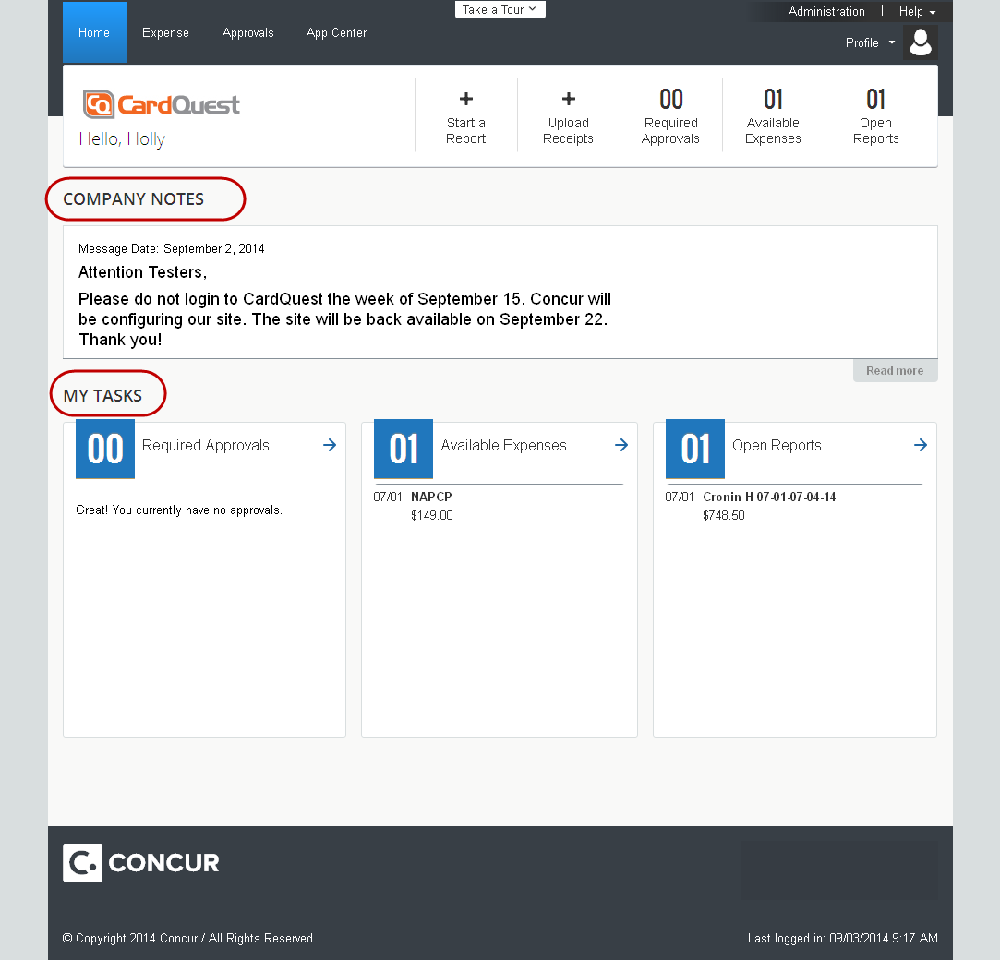 Take a Tour
Administration | Help
Home Expense Approvals App Center
Profile
CQ CardQuest
Hello, Holly
+ Start a Report
+ Upload Receipts
00 Required Approvals
01 Available Expenses
01 Open Reports
COMPANY NOTES
Message Date: September 2, 2014
Attention Testers,
Please do not login to CardQuest the week of September 15. Concur will
be configuring our site. The site will be back available on September 22.
Thank you!
Read more
MY TASKS
00 Required Approvals
Great! You currently have no approvals.
01 Available Expenses
07/01 NAPCP
$149.00
01 Open Reports
07/01 Cronin H 07-01-07-04-14
$748.50
C. CONCUR
© Copyright 2014 Concur / All Rights Reserved
Last logged in: 09/03/2014 9:17 AM